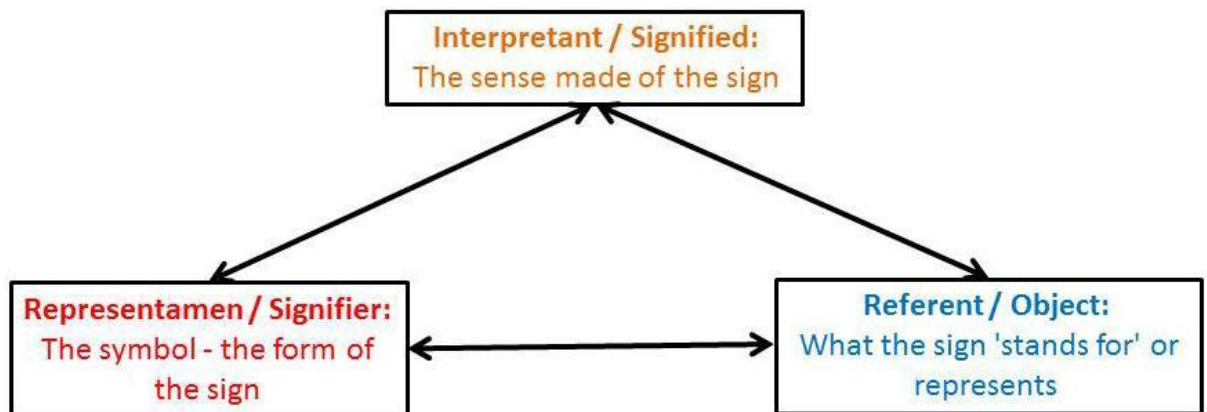 Interpretant / Signified:
The sense made of the sign
Representamen / Signifier:
The symbol - the form of
the sign
Referent / Object:
What the sign 'stands for' or
represents